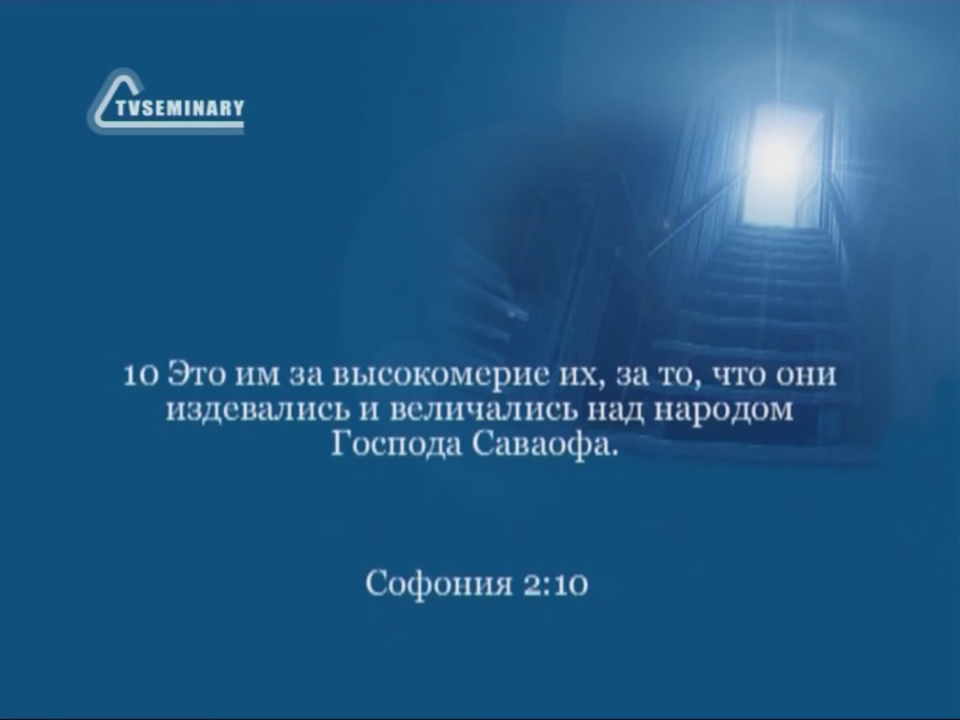 TVSEMINARY
10 Это им за высокомерие их, за то, что они
издевались и величались над народом
Господа Саваофа.
Софония 2:10